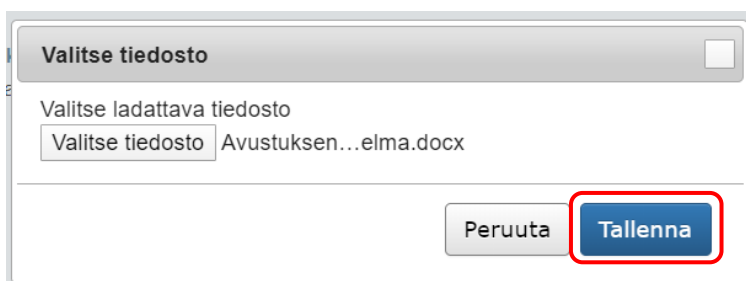 Valitse tiedosto
Valitse ladattava tiedosto
Valitse tiedosto Avustuksen...elma.docx
Peruuta Tallenna